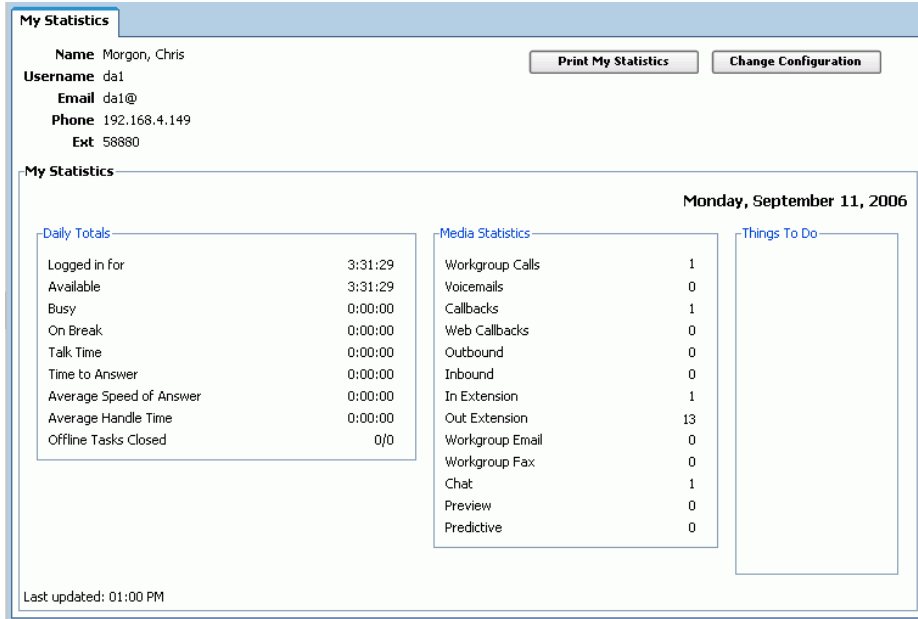 My Statistics
Name Morgon, Chris
Username da1
Email da1@
Phone 192.168.4.149
Ext 58880
Print My Statistics
Change Configuration
My Statistics
Monday, September 11, 2006
Daily Totals
Logged in for 3:31:29
Available 3:31:29
Busy 0:00:00
On Break 0:00:00
Talk Time 0:00:00
Time to Answer 0:00:00
Average Speed of Answer 0:00:00
Average Handle Time 0:00:00
Offline Tasks Closed 0/0
Media Statistics
Workgroup Calls 1
Voicemails 0
Callbacks 1
Web Callbacks 0
Outbound 0
Inbound 0
In Extension 1
Out Extension 13
Workgroup Email 0
Workgroup Fax 0
Chat 1
Preview 0
Predictive 0
Things To Do
Last updated: 01:00 PM